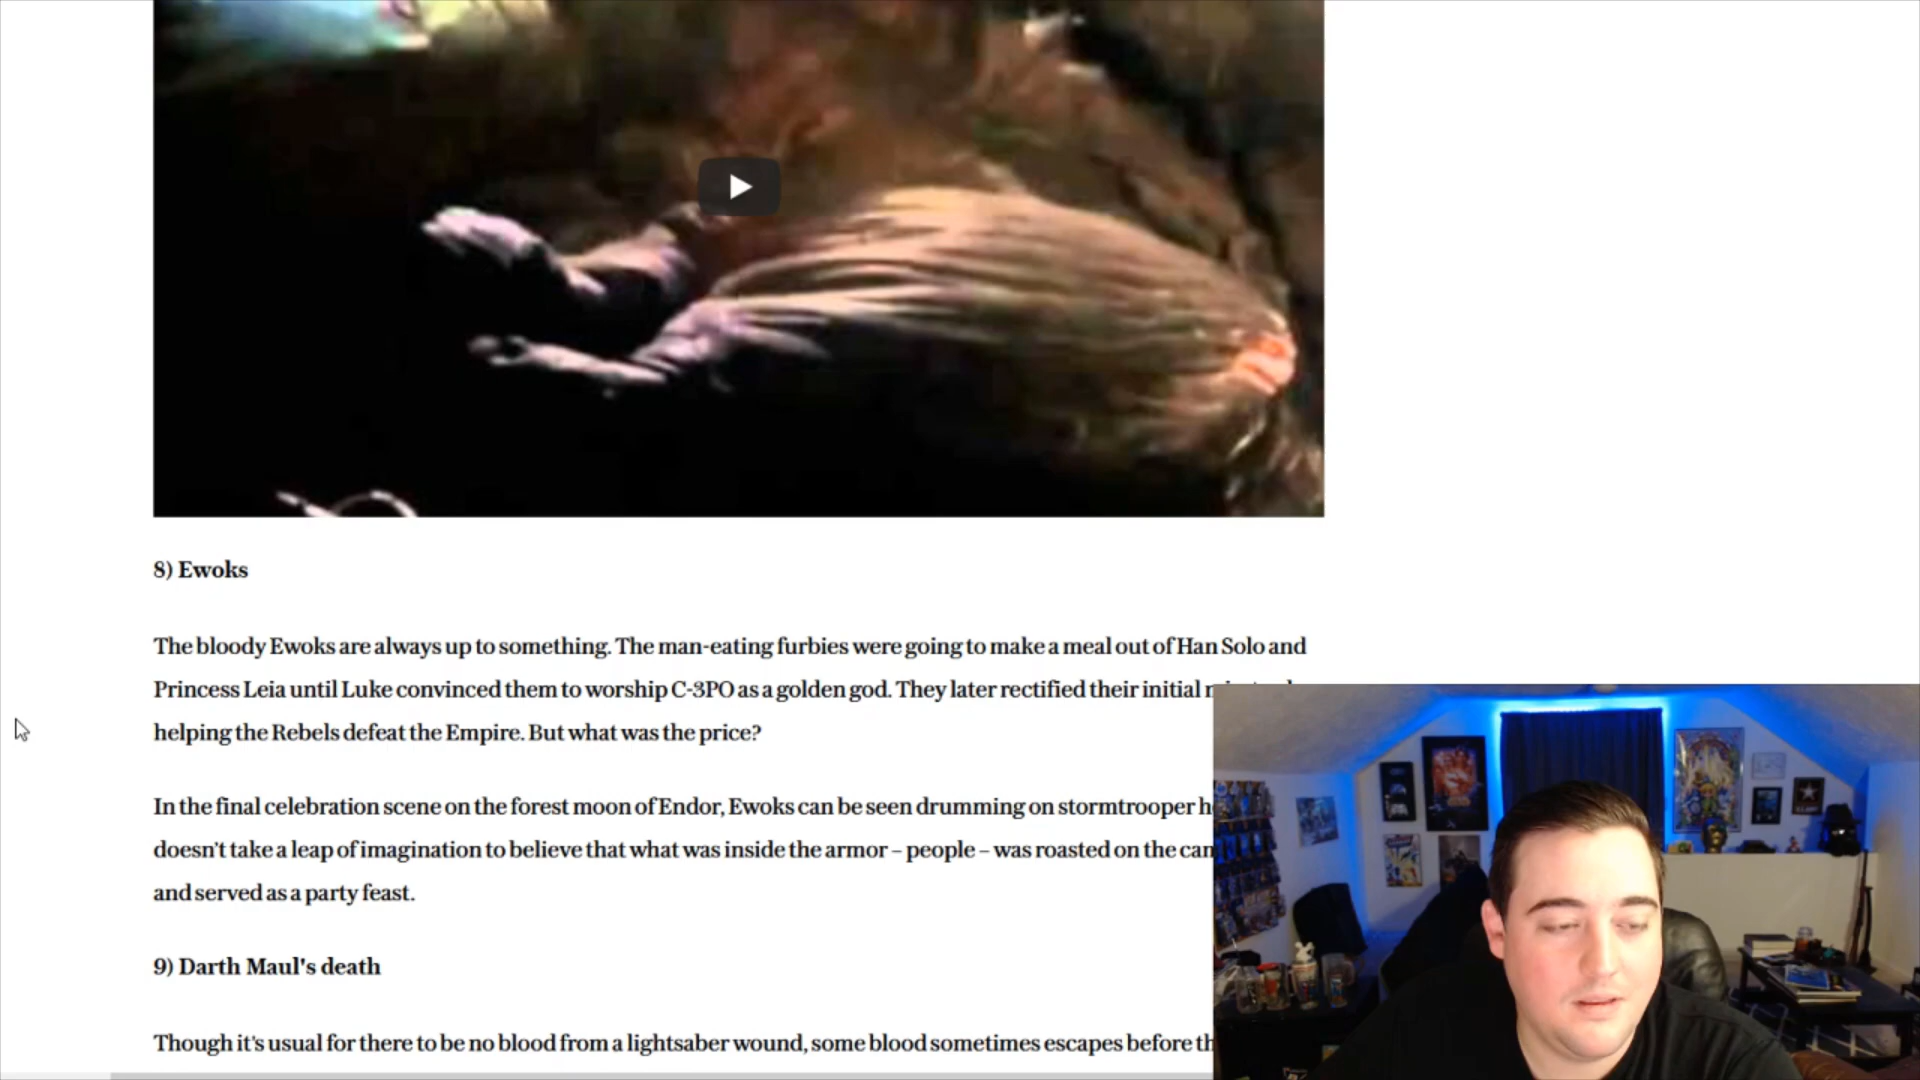 8) Ewoks
The bloody Ewoks are always up to something. The man-eating furbies were going to make a meal out of Han Solo and
Princess Leia until Luke convinced them to worship C-3PO as a golden god. They later rectified their initial
helping the Rebels defeat the Empire. But what was the price?
In the final celebration scene on the forest moon of Endor, Ewoks can be seen drumming on stormtrooper
doesn't take a leap of imagination to believe that what was inside the armor – people – was roasted on the
and served as a party feast.
9) Darth Maul's death
Though it's usual for there to be no blood from a lightsaber wound, some blood sometimes escapes before